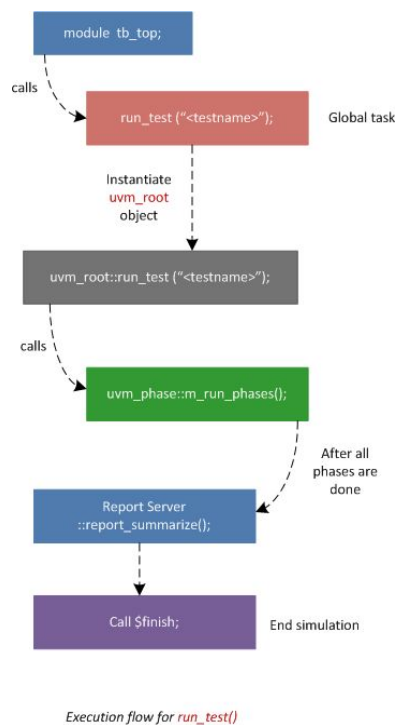 module tb_top;
calls
run_test (“<testname>”);
Global task
Instantiate
uvm_root
object
uvm_root::run_test (“<testname>”);
calls
uvm_phase::m_run_phases();
After all
phases are
done
Report Server
::report_summarize();
Call $finish;
End simulation
Execution flow for run_test()